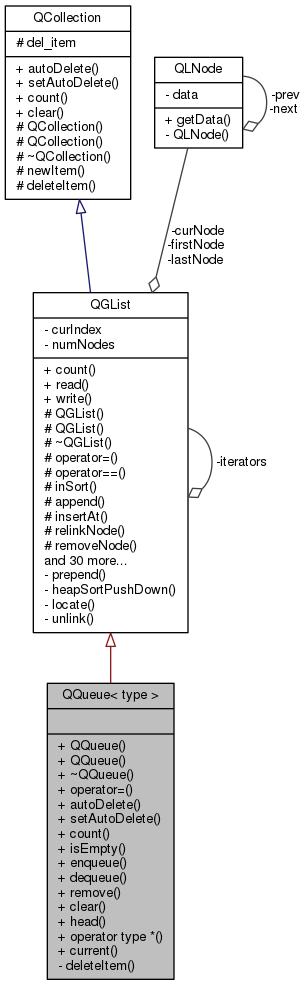 QCollection
# del_item
+ autoDelete()
+ setAutoDelete()
+ count()
+ clear()
# QCollection()
# QCollection()
# ~QCollection()
# newItem()
# deleteItem()
QLNode
- data
+ getData()
- QLNode()
-prev
-next
-curNode
-firstNode
-lastNode
QGList
- curIndex
- numNodes
+ count()
+ read()
+ write()
# QGList()
# QGList()
# ~QGList()
# operator=()
# operator==()
# inSort()
# append()
# insertAt()
# relinkNode()
# removeNode()
and 30 more...
- prepend()
- heapSortPushDown()
- locate()
- unlink()
-iterators
QQueue< type >
+ QQueue()
+ QQueue()
+ ~QQueue()
+ operator=()
+ autoDelete()
+ setAutoDelete()
+ count()
+ isEmpty()
+ enqueue()
+ dequeue()
+ remove()
+ clear()
+ head()
+ operator type *()
+ current()
- deleteItem()